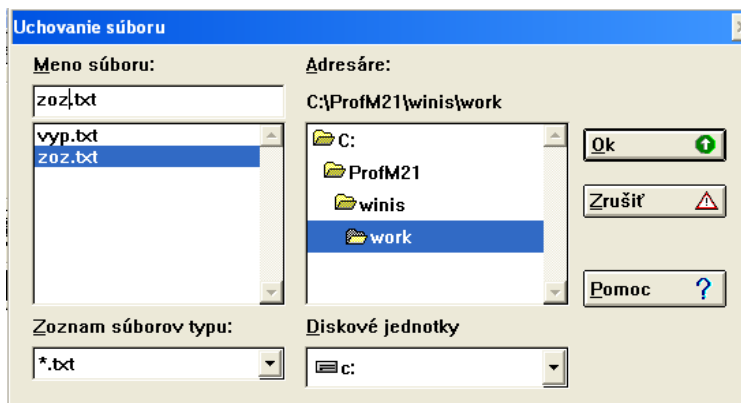 Uchovanie súboru
Meno súboru:
zoz.txt
vyp.txt
zoz.txt
Zoznam súborov typu:
*.txt
Adresáre:
C:\ProfM21\winis\work
C:
ProfM21
winis
work
Diskové jednotky
c:
Ok
Zrušiť
Pomoc